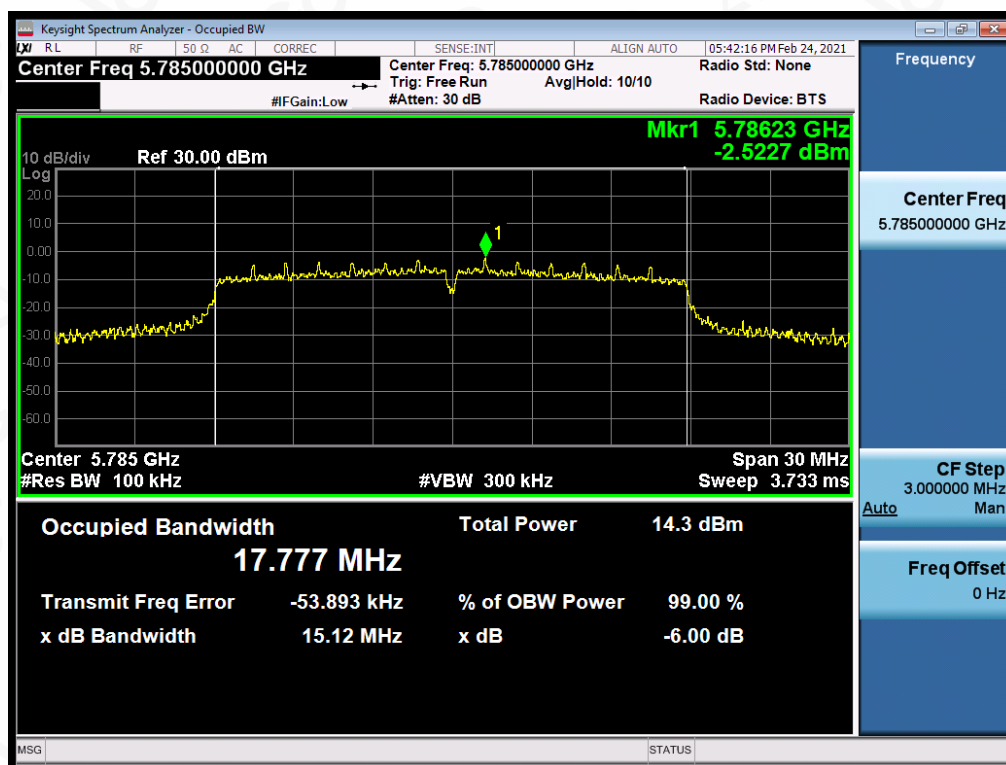 Keysight Spectrum Analyzer - Occupied BW
LXI RL RF 50 Ω AC CORREC SENSE:INT ALIGN AUTO 05:42:16 PM Feb 24, 2021
Center Freq 5.785000000 GHz
Center Freq: 5.785000000 GHz Radio Std: None
Trig: Free Run Avg|Hold: 10/10
#IFGain:Low #Atten: 30 dB Radio Device: BTS
Mkr1 5.78623 GHz
-2.5227 dBm
10 dB/div Ref 30.00 dBm
Log
20.0
10.0
1
0.00
-10.0
-20.0
-30.0
-40.0
-50.0
-60.0
Center 5.785 GHz Span 30 MHz
#Res BW 100 kHz #VBW 300 kHz Sweep 3.733 ms
Occupied Bandwidth Total Power 14.3 dBm
17.777 MHz
Transmit Freq Error -53.893 kHz % of OBW Power 99.00 %
x dB Bandwidth 15.12 MHz x dB -6.00 dB
MSG STATUS
Frequency
Center Freq
5.785000000 GHz
CF Step
3.000000 MHz
Auto Man
Freq Offset
0 Hz